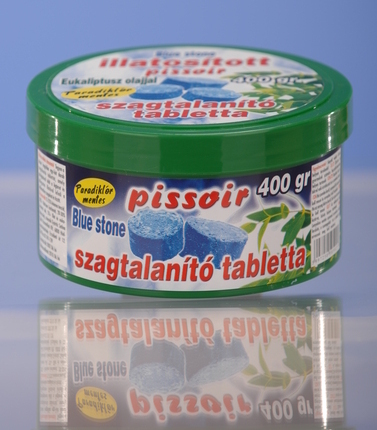 Blue stone
illatosított
pissoir
Eukaliptusz olajjal
400 gr
Paradiklór
mentes
szagtalanító
tabletta
Paradiklór
mentes
pissoir 400 gr
Blue stone
szagtalanító tabletta